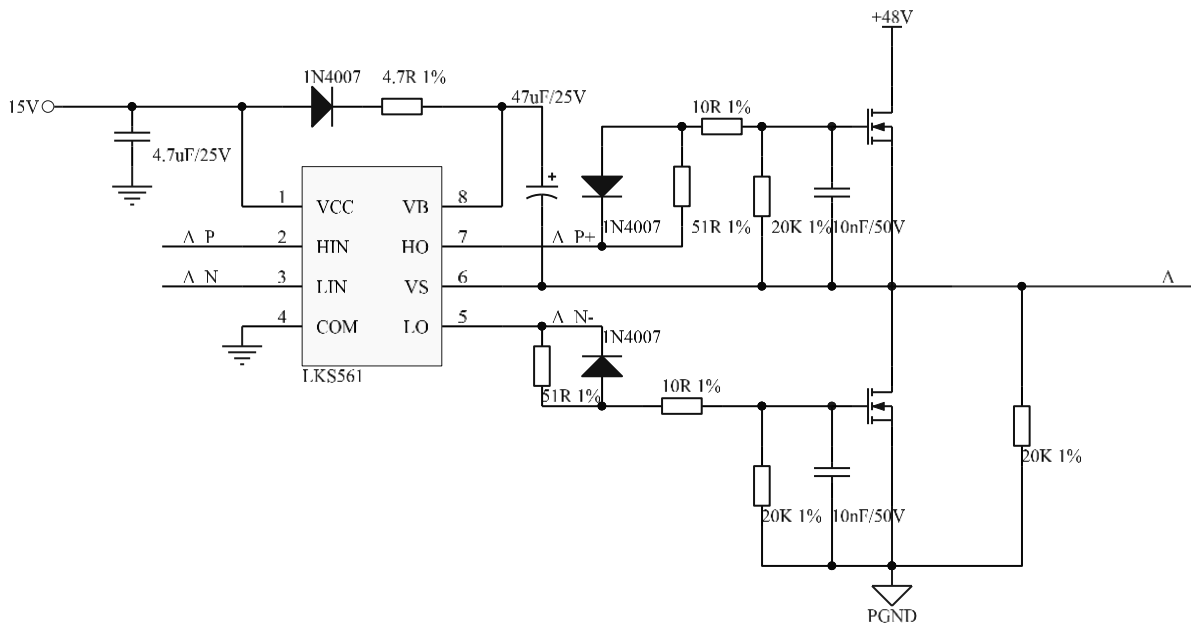 +48V
1N4007
4.7R 1%
15V
47uF/25V
10R 1%
4.7uF/25V
1
VCC
VB
8
1N4007
51R 1%
20K 1%
10nF/50V
A P
2
HIN
HO
7
A P+
A N
3
LIN
VS
6
A
4
COM
LO
5
A N-
1N4007
LKS561
51R 1%
10R 1%
20K 1%
20K 1%
10nF/50V
PGND